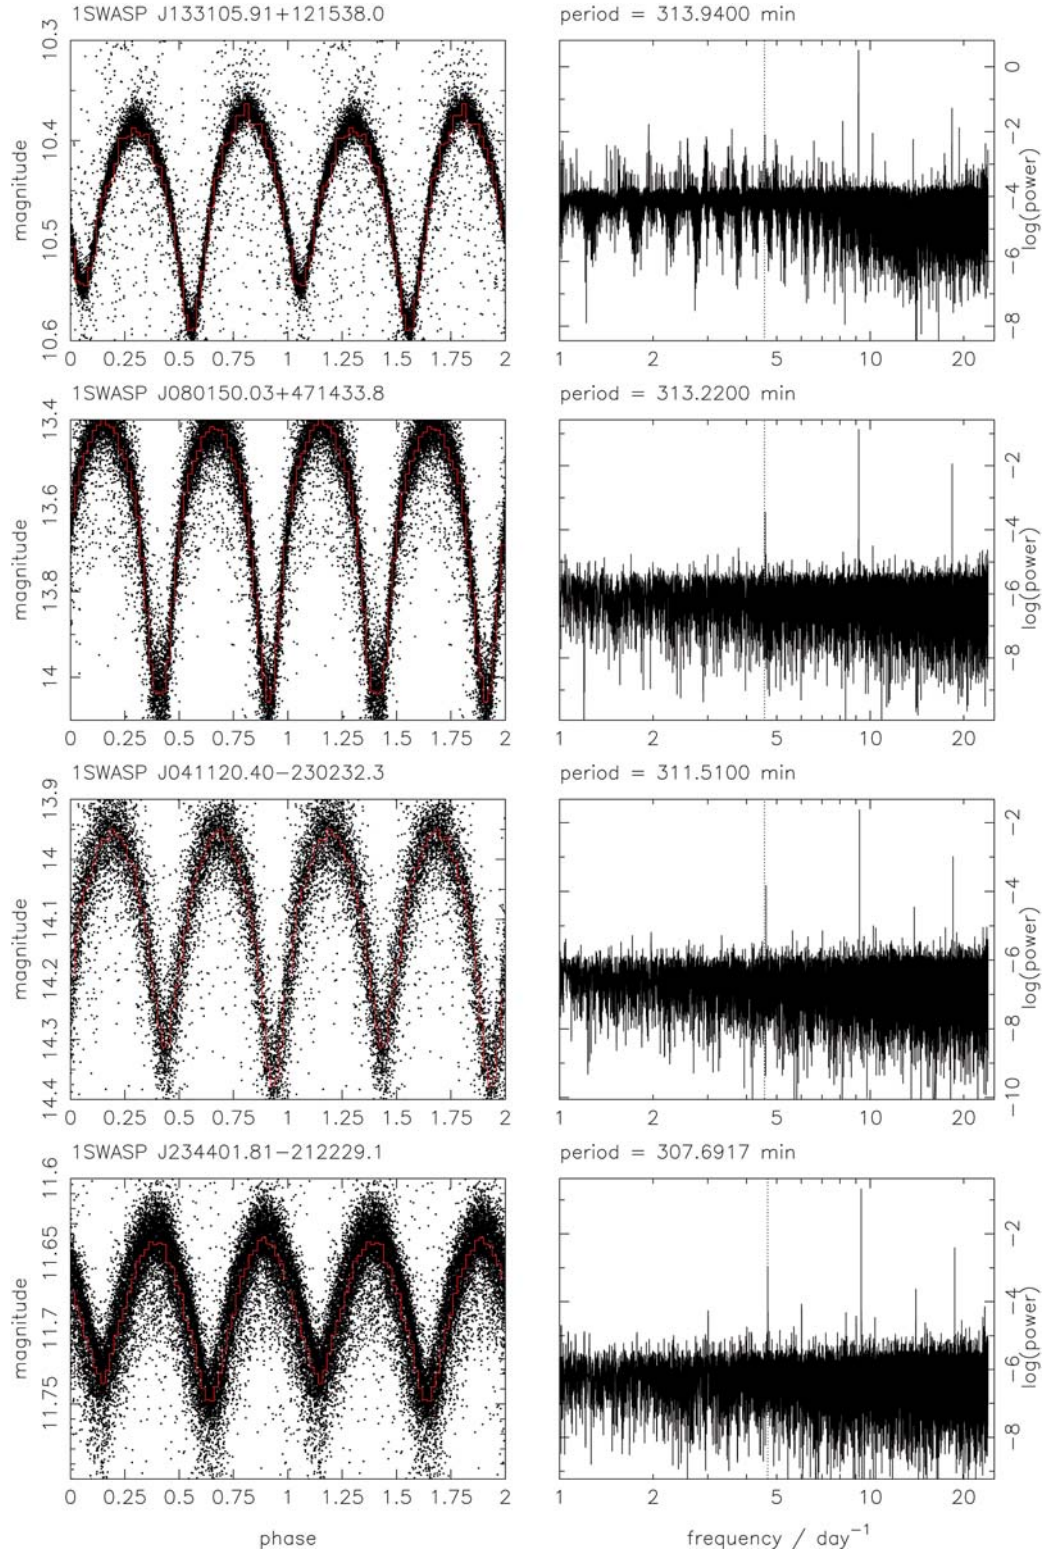 1SWASP J133105.91+121538.0
period = 313.9400 min
magnitude
10.3
10.4
10.5
10.6
0 0.25 0.5 0.75 1 1.25 1.5 1.75 2
log(power)
0
−2
−4
−6
−8
1 2 5 10 20
1SWASP J080150.03+471433.8
period = 313.2200 min
magnitude
13.4
13.6
13.8
14
0 0.25 0.5 0.75 1 1.25 1.5 1.75 2
log(power)
−2
−4
−6
−8
1 2 5 10 20
1SWASP J041120.40−230232.3
period = 311.5100 min
magnitude
13.9
14
14.1
14.2
14.3
14.4
0 0.25 0.5 0.75 1 1.25 1.5 1.75 2
log(power)
−2
−4
−6
−8
−10
1 2 5 10 20
1SWASP J234401.81−212229.1
period = 307.6917 min
magnitude
11.6
11.65
11.7
11.75
0 0.25 0.5 0.75 1 1.25 1.5 1.75 2
log(power)
−2
−4
−6
−8
1 2 5 10 20
phase
frequency / day⁻¹